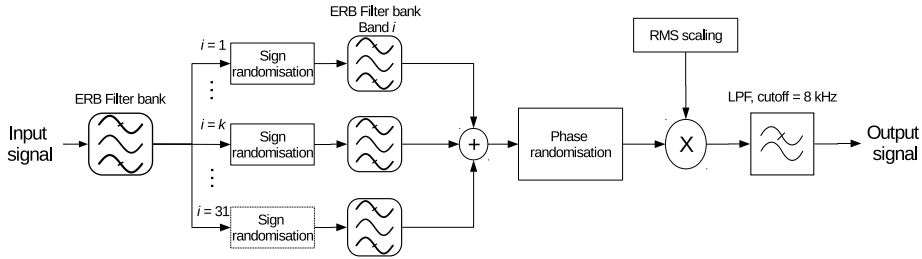 ERB Filter bank
Band i
RMS scaling
i = 1
Sign
randomisation
...
ERB Filter bank
LPF, cutoff = 8 kHz
Input
signal
i = k
Sign
randomisation
+
Phase
randomisation
X
Output
signal
...
i = 31
Sign
randomisation